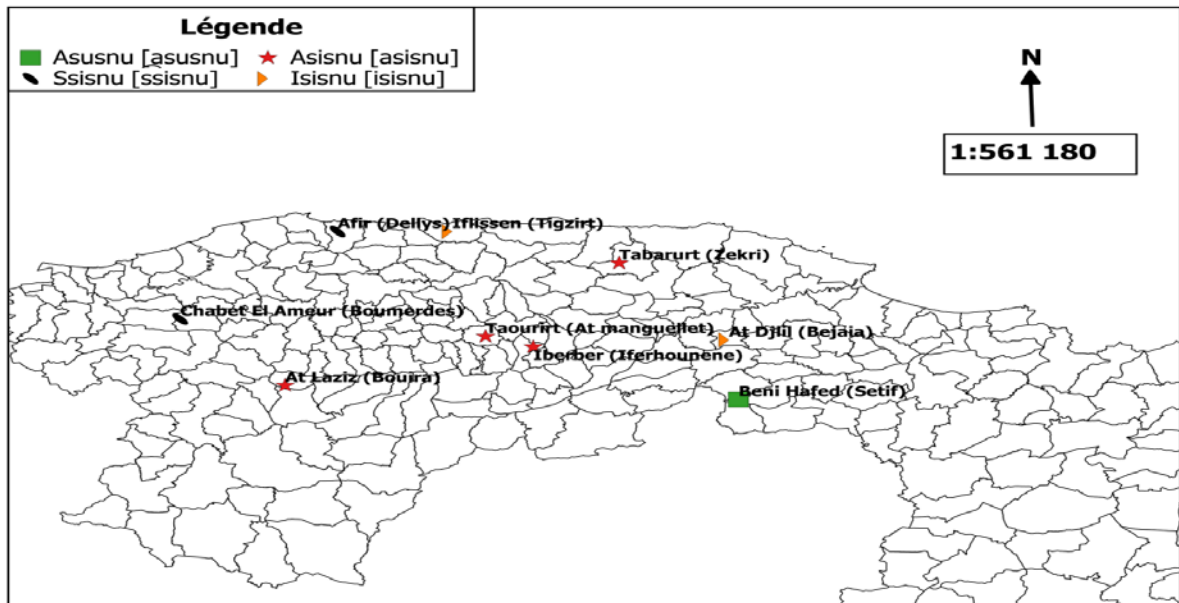 Légende
Asusnu [asusnu] Asisnu [asisnu]
Ssisnu [s͡sisnu] Isisnu [isisnu]
N
1:561 180
Afir (Dellys) Iflissen (Tigzirt)
Tabarurt (Zekri)
Chabet El Ameur (Boumerdes)
Taourirt (At manguellet) At Djlil (Bejaia)
Iberber (Iferhounene)
At Laziz (Bouira)
Beni Hafed (Setif)